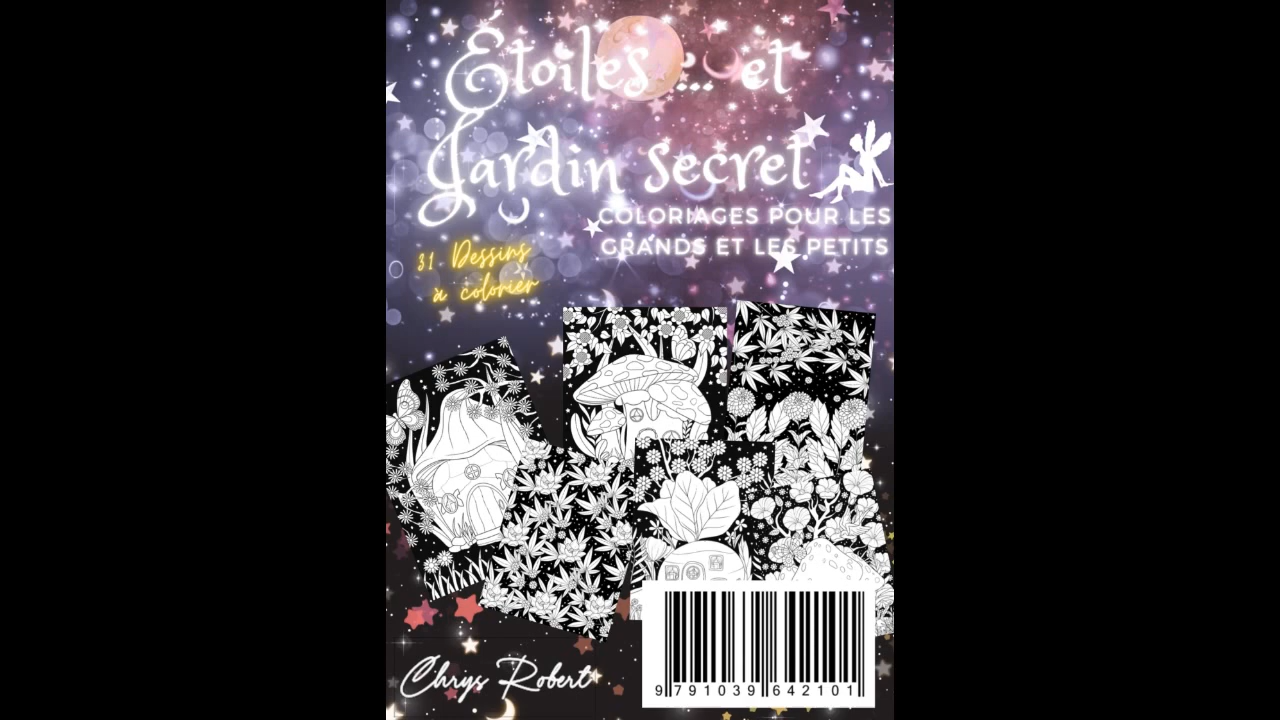 Étoiles ... et
Jardin secret
COLORIAGES POUR LES
GRANDS ET LES PETITS
31 Dessins
à colorier
Chrys Robert
9 791039 642101